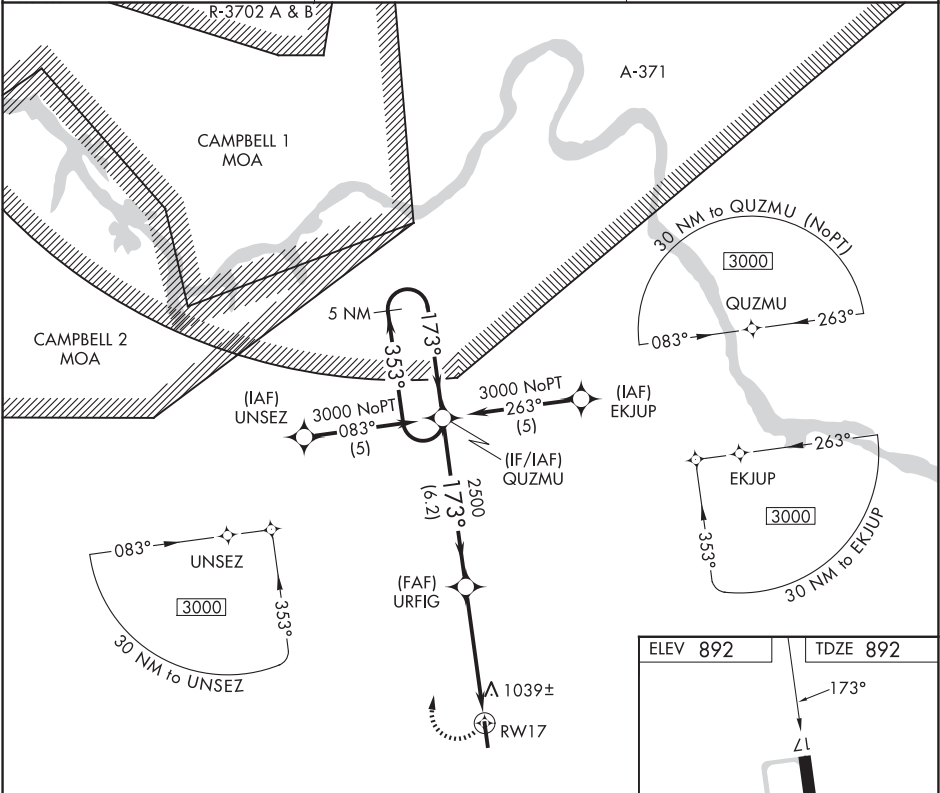 R-3702 A & B
A-371
CAMPBELL 1
MOA
30 NM to QUZMU (NoPT)
3000
QUZMU
083°
263°
CAMPBELL 2
MOA
5 NM
353°
173°
(IAF)
UNSEZ
3000 NoPT
083°
(5)
3000 NoPT
263°
(5)
(IAF)
EKJUP
(IF/IAF)
QUZMU
2500
173°
(6.2)
263°
EKJUP
3000
353°
30 NM to EKJUP
083°
UNSEZ
3000
353°
30 NM to UNSEZ
(FAF)
URFIG
1039±
RW17
ELEV 892
TDZE 892
173°
17